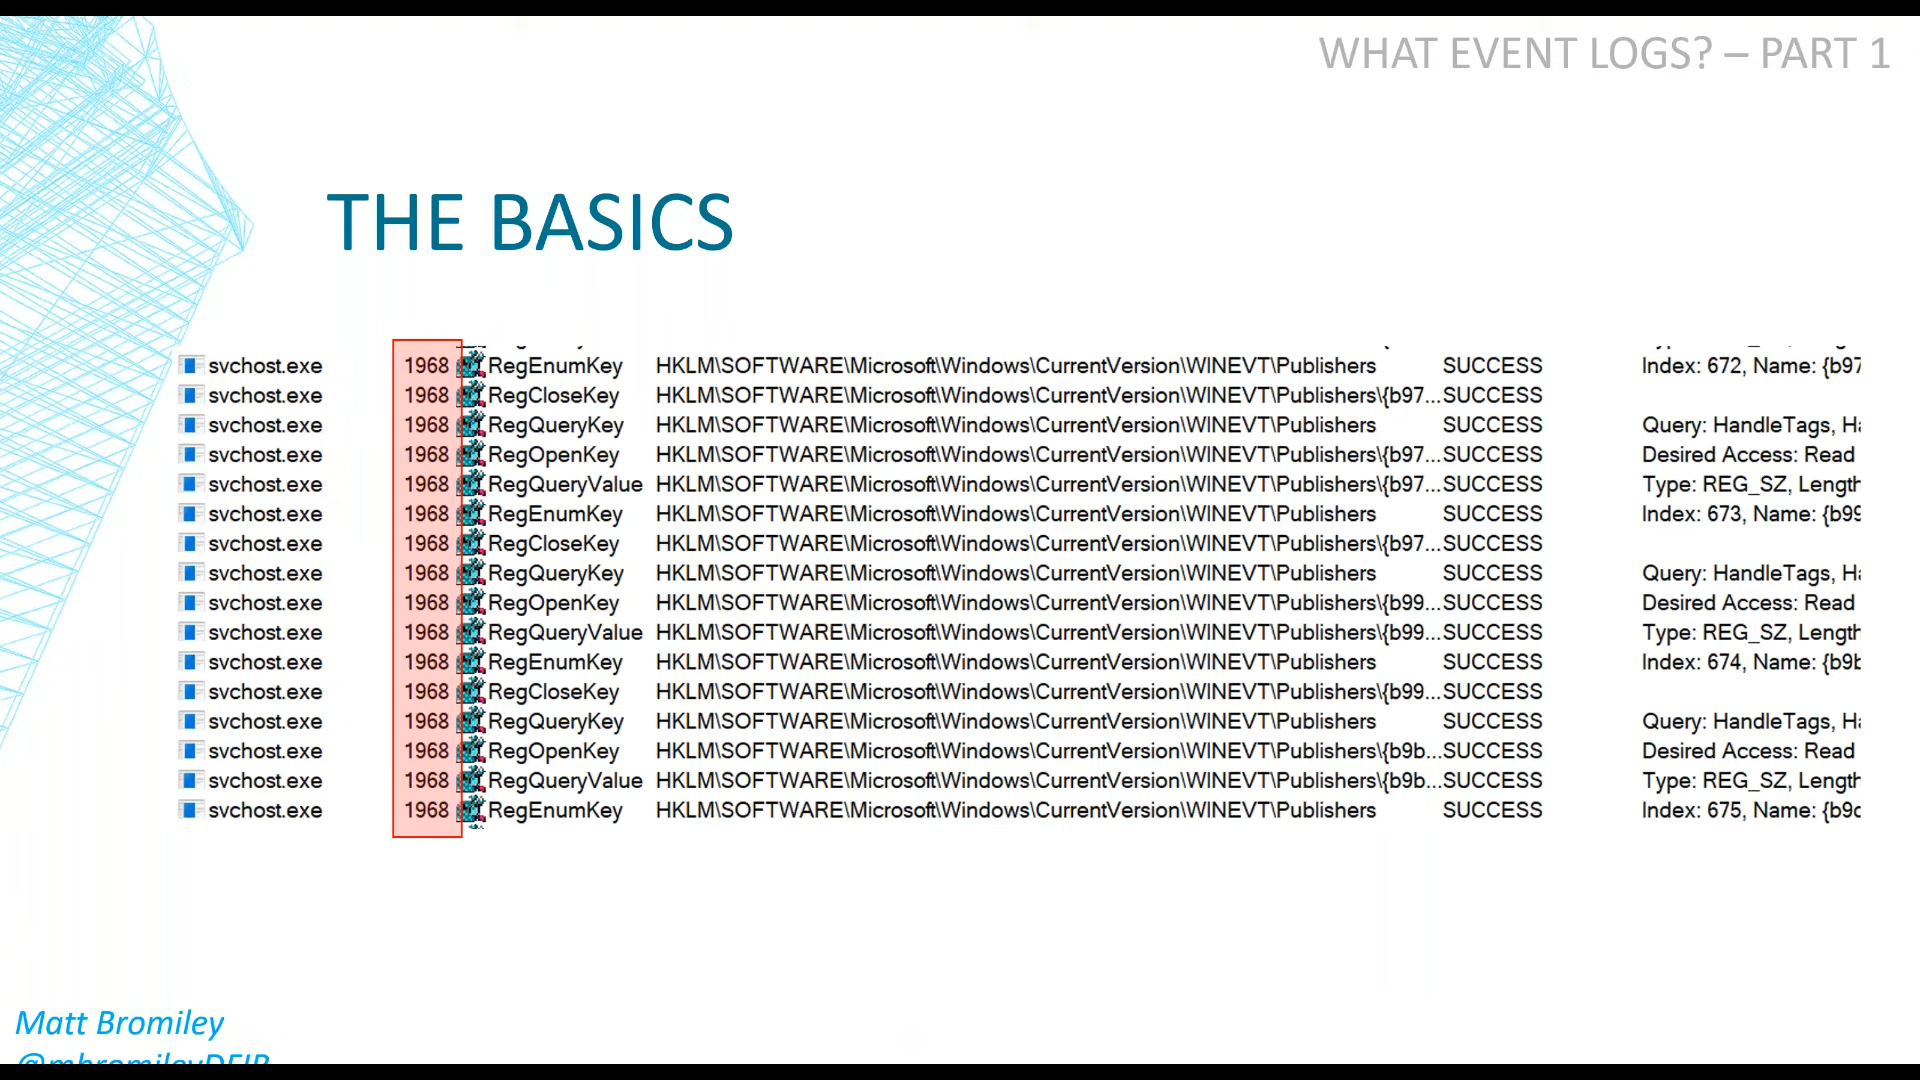 WHAT EVENT LOGS? – PART 1
THE BASICS
svchost.exe 1968 RegEnumKey HKLM\SOFTWARE\Microsoft\Windows\CurrentVersion\WINEVT\Publishers SUCCESS Index: 672, Name: {b97
svchost.exe 1968 RegCloseKey HKLM\SOFTWARE\Microsoft\Windows\CurrentVersion\WINEVT\Publishers\{b97... SUCCESS
svchost.exe 1968 RegQueryKey HKLM\SOFTWARE\Microsoft\Windows\CurrentVersion\WINEVT\Publishers SUCCESS Query: HandleTags, Ha
svchost.exe 1968 RegOpenKey HKLM\SOFTWARE\Microsoft\Windows\CurrentVersion\WINEVT\Publishers\{b97... SUCCESS Desired Access: Read
svchost.exe 1968 RegQueryValue HKLM\SOFTWARE\Microsoft\Windows\CurrentVersion\WINEVT\Publishers\{b97... SUCCESS Type: REG_SZ, Length
svchost.exe 1968 RegEnumKey HKLM\SOFTWARE\Microsoft\Windows\CurrentVersion\WINEVT\Publishers SUCCESS Index: 673, Name: {b99
svchost.exe 1968 RegCloseKey HKLM\SOFTWARE\Microsoft\Windows\CurrentVersion\WINEVT\Publishers\{b97... SUCCESS
svchost.exe 1968 RegQueryKey HKLM\SOFTWARE\Microsoft\Windows\CurrentVersion\WINEVT\Publishers SUCCESS Query: HandleTags, Ha
svchost.exe 1968 RegOpenKey HKLM\SOFTWARE\Microsoft\Windows\CurrentVersion\WINEVT\Publishers\{b99... SUCCESS Desired Access: Read
svchost.exe 1968 RegQueryValue HKLM\SOFTWARE\Microsoft\Windows\CurrentVersion\WINEVT\Publishers\{b99... SUCCESS Type: REG_SZ, Length
svchost.exe 1968 RegEnumKey HKLM\SOFTWARE\Microsoft\Windows\CurrentVersion\WINEVT\Publishers SUCCESS Index: 674, Name: {b9b
svchost.exe 1968 RegCloseKey HKLM\SOFTWARE\Microsoft\Windows\CurrentVersion\WINEVT\Publishers\{b99... SUCCESS
svchost.exe 1968 RegQueryKey HKLM\SOFTWARE\Microsoft\Windows\CurrentVersion\WINEVT\Publishers SUCCESS Query: HandleTags, Ha
svchost.exe 1968 RegOpenKey HKLM\SOFTWARE\Microsoft\Windows\CurrentVersion\WINEVT\Publishers\{b9b... SUCCESS Desired Access: Read
svchost.exe 1968 RegQueryValue HKLM\SOFTWARE\Microsoft\Windows\CurrentVersion\WINEVT\Publishers\{b9b... SUCCESS Type: REG_SZ, Length
svchost.exe 1968 RegEnumKey HKLM\SOFTWARE\Microsoft\Windows\CurrentVersion\WINEVT\Publishers SUCCESS Index: 675, Name: {b9c
Matt Bromiley
@mbromileyDFIR